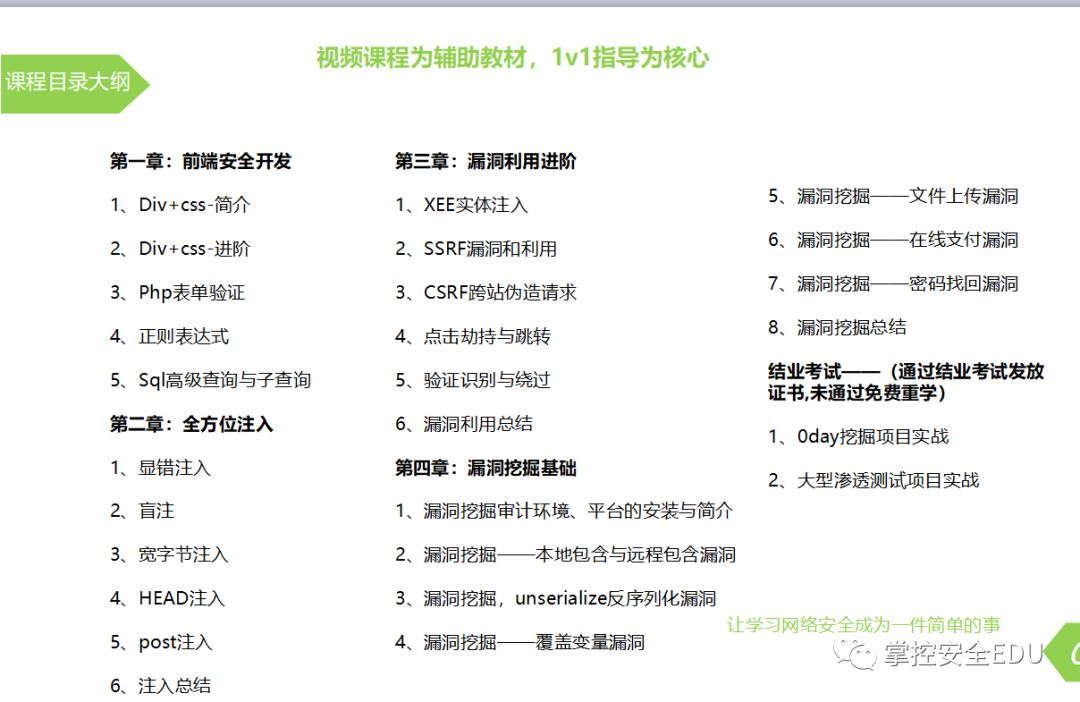 视频课程为辅助教材，1v1指导为核心
课程目录大纲
第一章：前端安全开发
1、Div+css-简介
2、Div+css-进阶
3、Php表单验证
4、正则表达式
5、Sql高级查询与子查询
第二章：全方位注入
1、显错注入
2、盲注
3、宽字节注入
4、HEAD注入
5、post注入
6、注入总结
第三章：漏洞利用进阶
1、XEE实体注入
2、SSRF漏洞和利用
3、CSRF跨站伪造请求
4、点击劫持与跳转
5、验证识别与绕过
6、漏洞利用总结
第四章：漏洞挖掘基础
1、漏洞挖掘审计环境、平台的安装与简介
2、漏洞挖掘——本地包含与远程包含漏洞
3、漏洞挖掘，unserialize反序列化漏洞
4、漏洞挖掘——覆盖变量漏洞
5、漏洞挖掘——文件上传漏洞
6、漏洞挖掘——在线支付漏洞
7、漏洞挖掘——密码找回漏洞
8、漏洞挖掘总结
结业考试——（通过结业考试发放
证书,未通过免费重学）
1、0day挖掘项目实战
2、大型渗透测试项目实战
让学习网络安全成为一件简单的事
掌控安全EDU